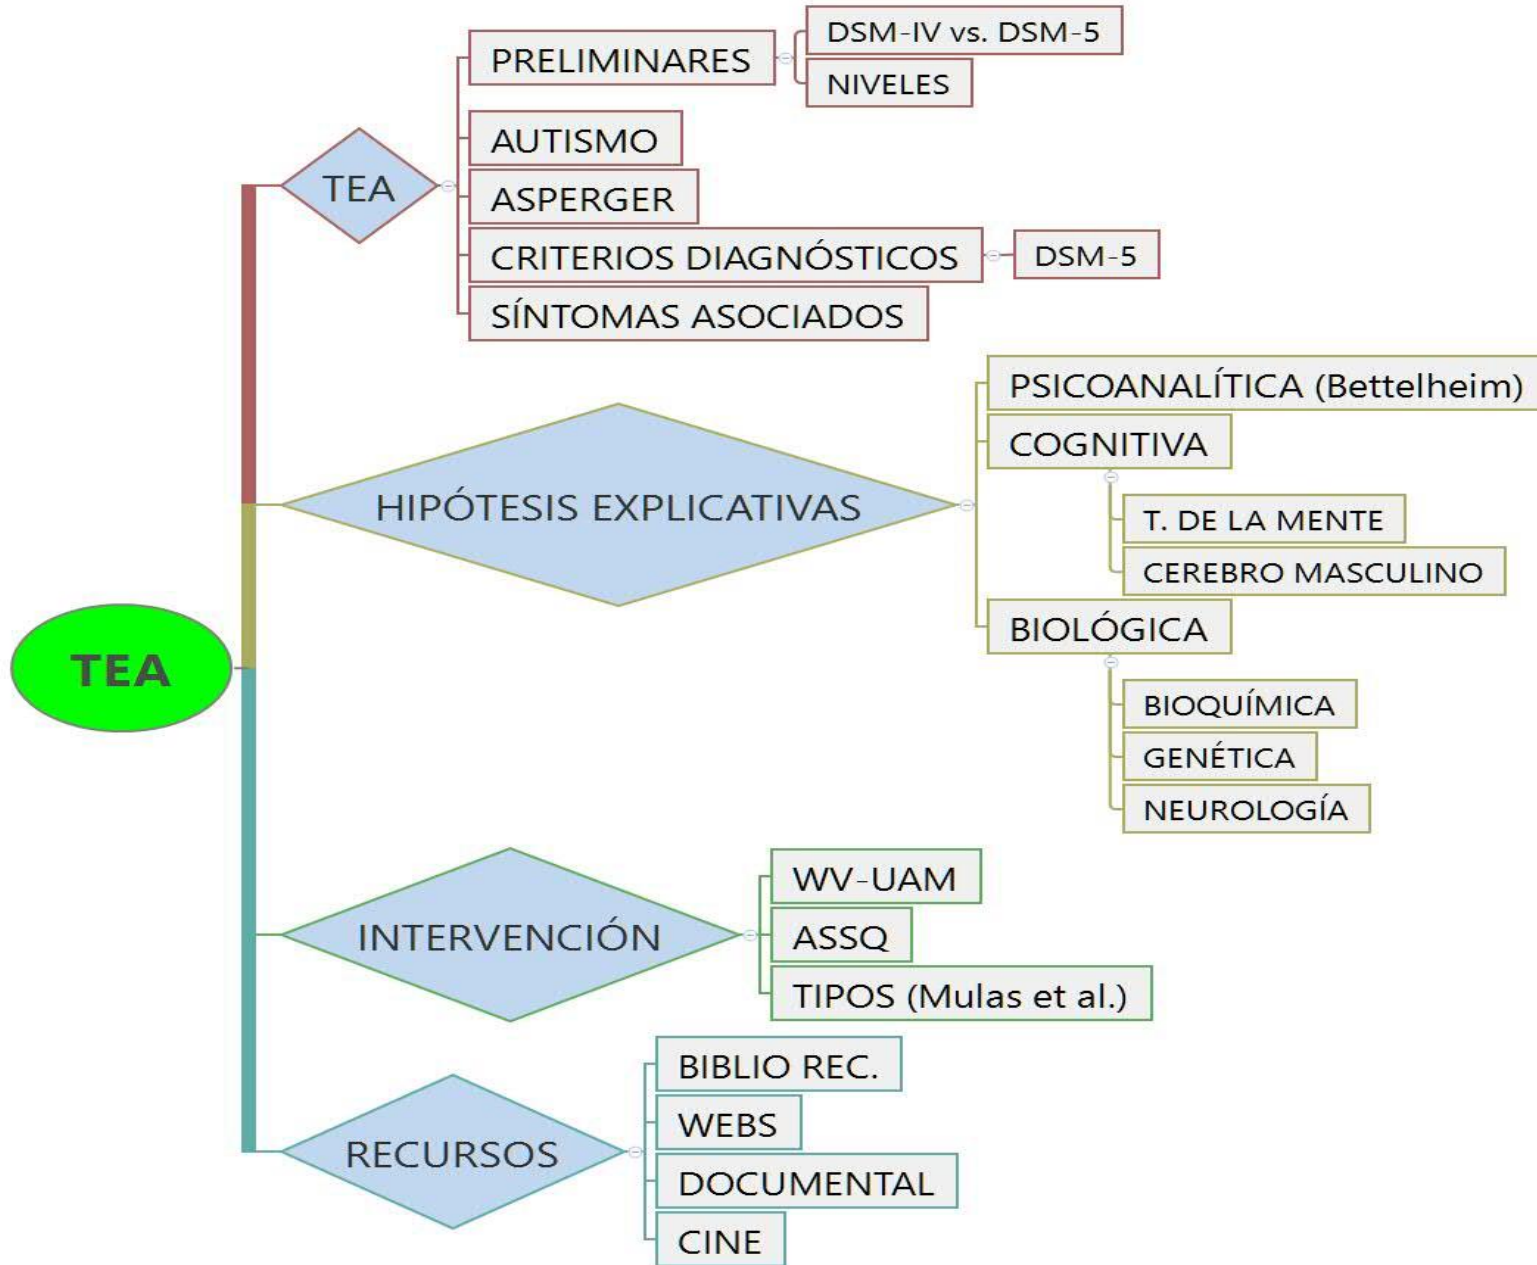 TEA
TEA
PRELIMINARES
DSM-IV vs. DSM-5
NIVELES
AUTISMO
ASPERGER
CRITERIOS DIAGNÓSTICOS
DSM-5
SÍNTOMAS ASOCIADOS
HIPÓTESIS EXPLICATIVAS
PSICOANALÍTICA (Bettelheim)
COGNITIVA
T. DE LA MENTE
CEREBRO MASCULINO
BIOLÓGICA
BIOQUÍMICA
GENÉTICA
NEUROLOGÍA
INTERVENCIÓN
WV-UAM
ASSQ
TIPOS (Mulas et al.)
RECURSOS
BIBLIO REC.
WEBS
DOCUMENTAL
CINE